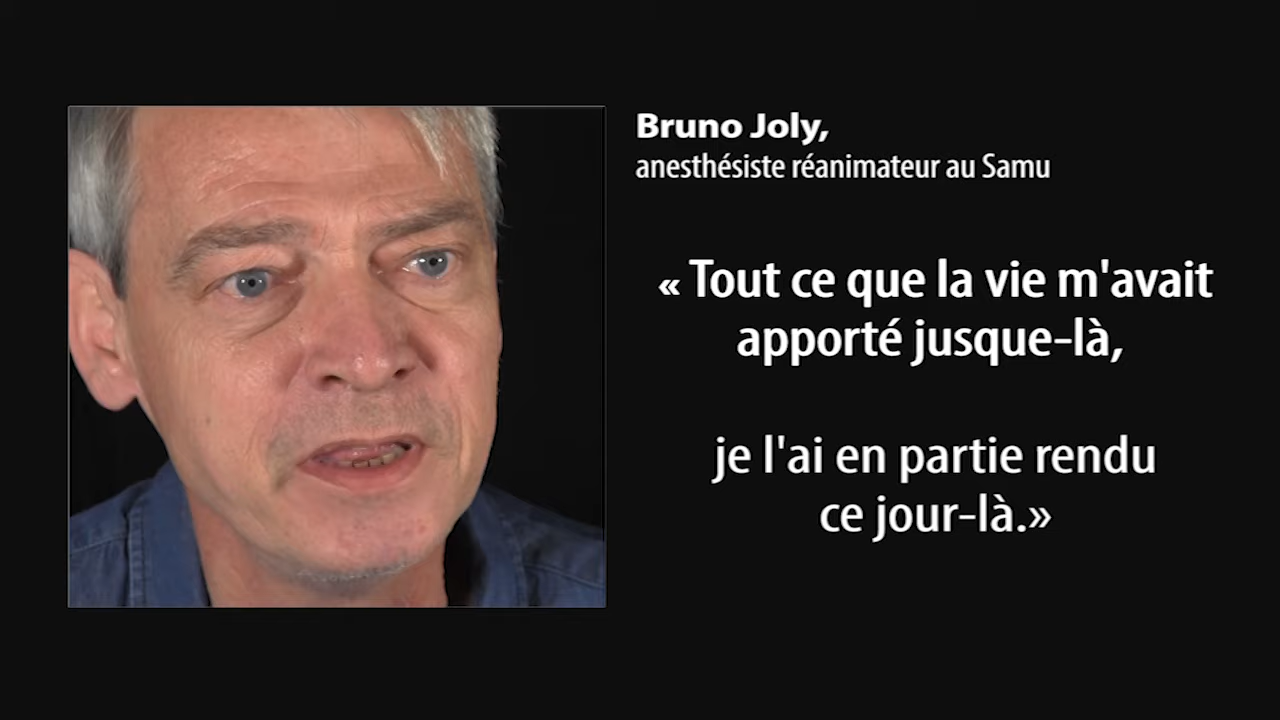 Bruno Joly,
anesthésiste réanimateur au Samu
« Tout ce que la vie m'avait
apporté jusque-là,
je l'ai en partie rendu
ce jour-là.»